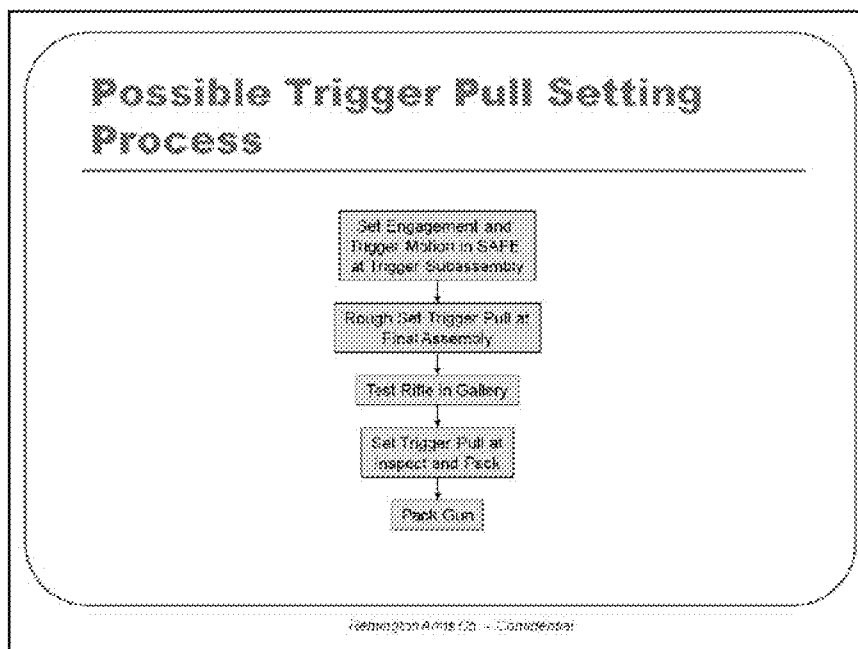 Possible Trigger Pull Setting
Process
Set Engagement and
Trigger Motion in SAFE
at Trigger Subassembly
Rough Set Trigger Pull at
Final Assembly
Test Rifle in Gallery
Set Trigger Pull at
Inspect and Pack
Pack Gun
Remington Arms Co. - Confidential